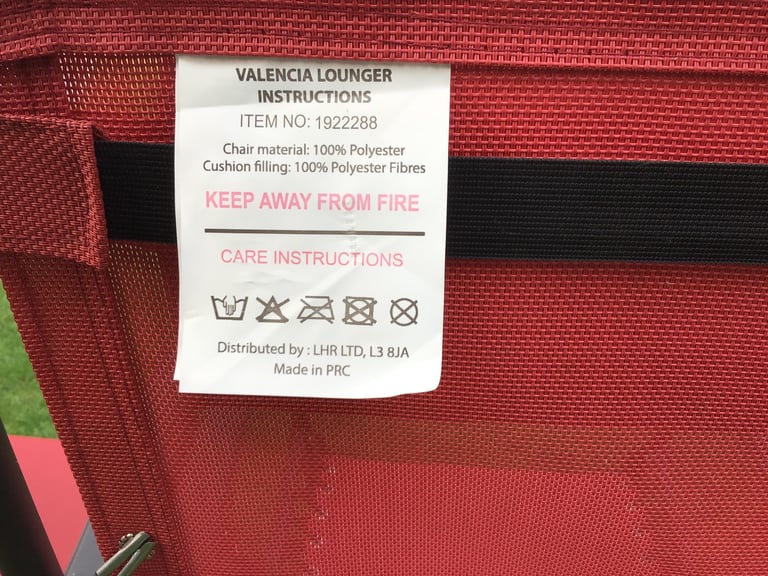 VALENCIA LOUNGER
INSTRUCTIONS
ITEM NO: 1922288
Chair material: 100% Polyester
Cushion filling: 100% Polyester Fibres
KEEP AWAY FROM FIRE
CARE INSTRUCTIONS
Distributed by : LHR LTD, L3 8JA
Made in PRC